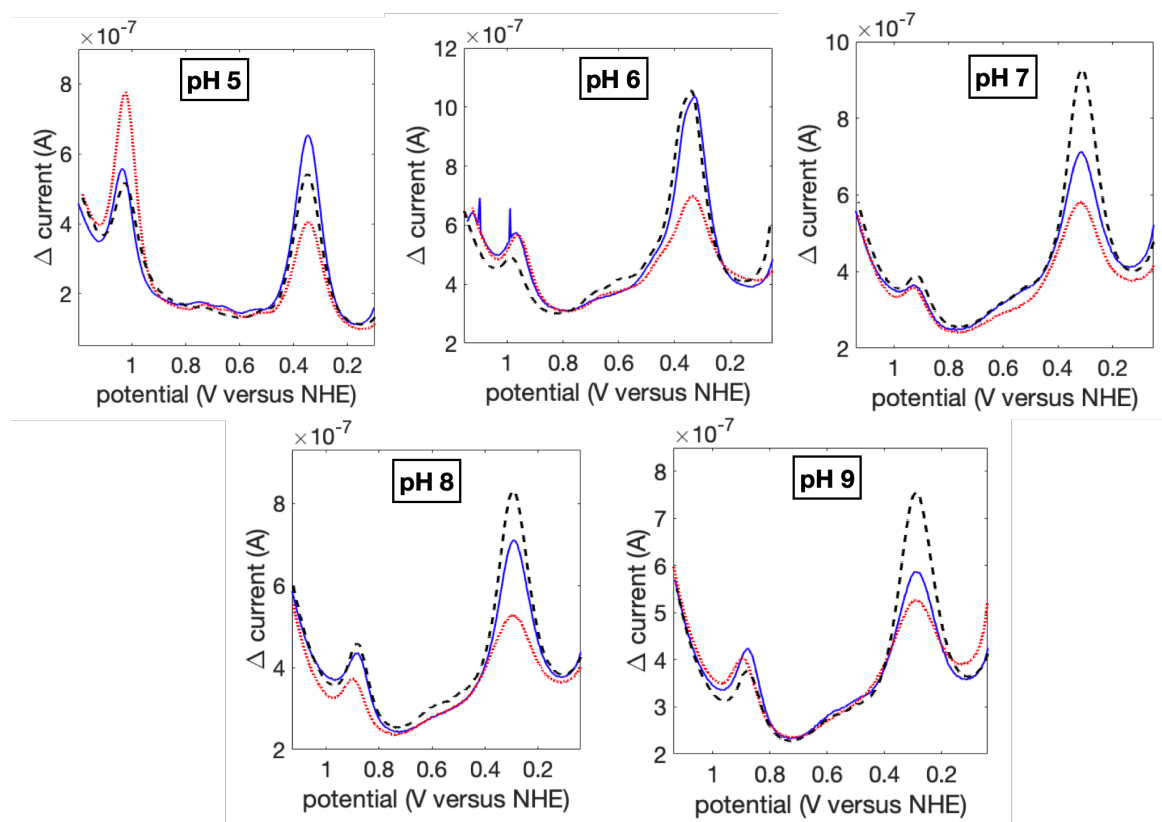 ×10⁻⁷
pH 5
8
6
4
2
Δ current (A)
1 0.8 0.6 0.4 0.2
potential (V versus NHE)
×10⁻⁷
pH 6
12
10
8
6
4
2
Δ current (A)
1 0.8 0.6 0.4 0.2
potential (V versus NHE)
×10⁻⁷
pH 7
10
8
6
4
2
Δ current (A)
1 0.8 0.6 0.4 0.2
potential (V versus NHE)
×10⁻⁷
pH 8
8
6
4
2
Δ current (A)
1 0.8 0.6 0.4 0.2
potential (V versus NHE)
×10⁻⁷
pH 9
8
7
6
5
4
3
2
Δ current (A)
1 0.8 0.6 0.4 0.2
potential (V versus NHE)